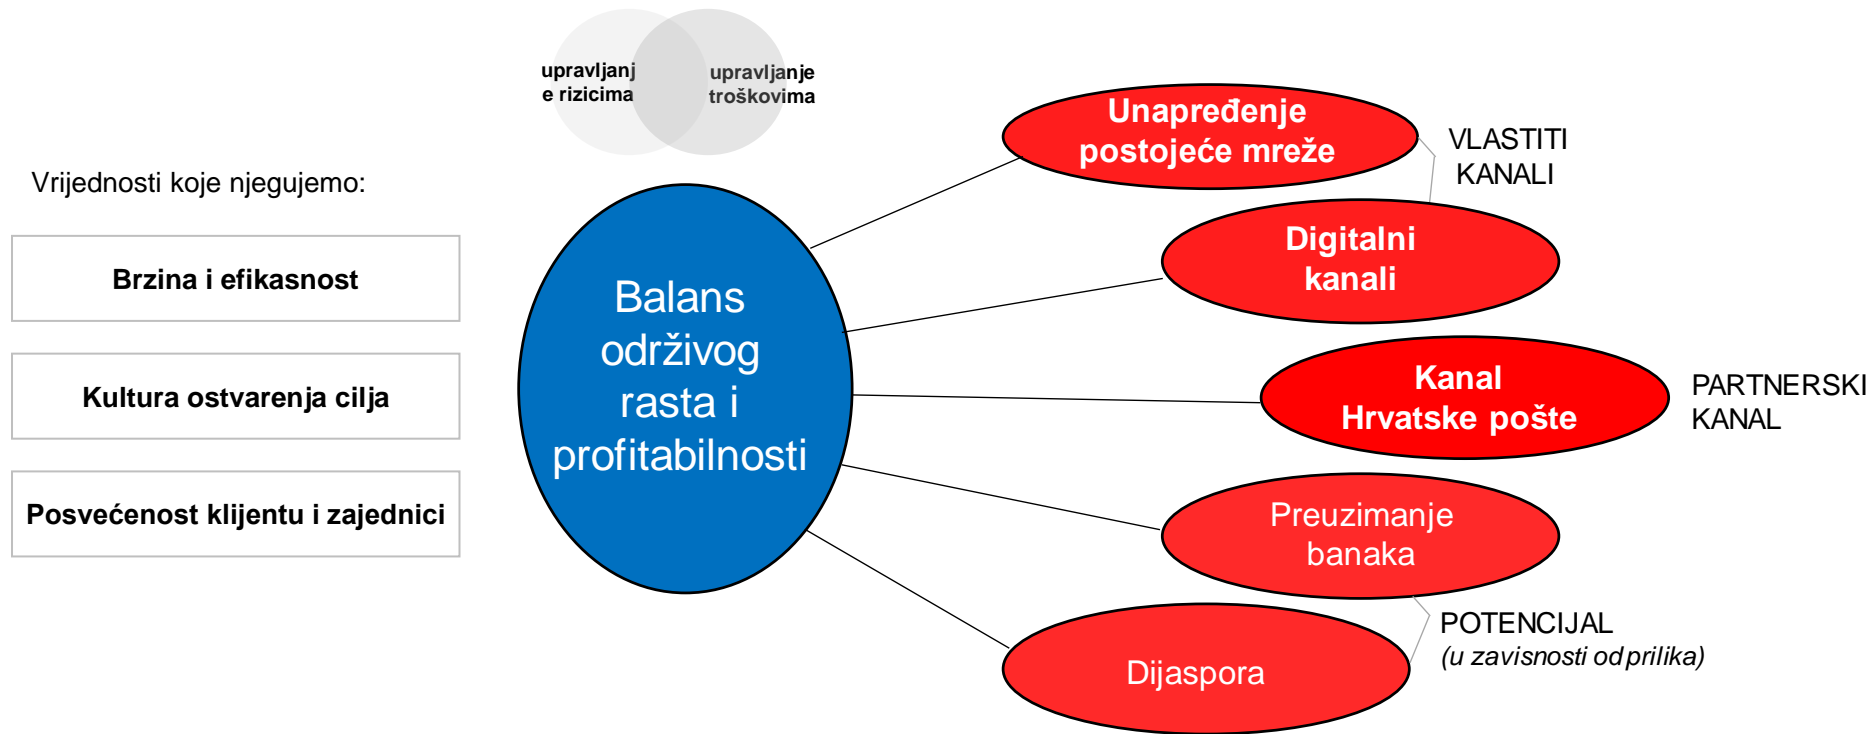 upravljanj
e rizicima
upravljanje
troškovima
Vrijednosti koje njegujemo:
Brzina i efikasnost
Kultura ostvarenja cilja
Posvećenost klijentu i zajednici
Balans
održivog
rasta i
profitabilnosti
Unapređenje
postojeće mreže
VLASTITI
KANALI
Digitalni
kanali
Kanal
Hrvatske pošte
PARTNERSKI
KANAL
Preuzimanje
banaka
Dijaspora
POTENCIJAL
(u zavisnosti od prilika)